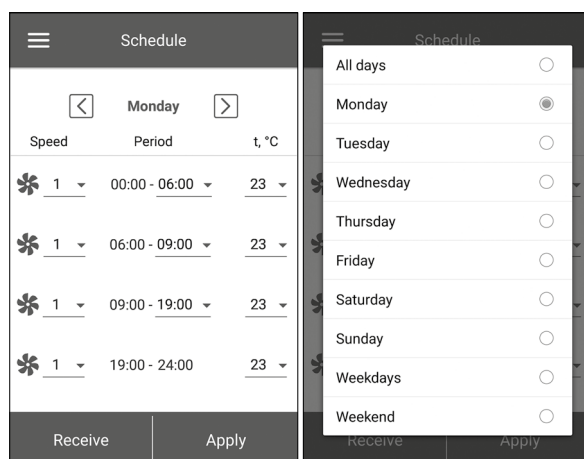 Schedule
Monday
Speed Period t, °C
1 00:00 - 06:00 23
1 06:00 - 09:00 23
1 09:00 - 19:00 23
1 19:00 - 24:00 23
Receive Apply
Schedule
All days
Monday
Tuesday
Wednesday
Thursday
Friday
Saturday
Sunday
Weekdays
Weekend
Receive Apply